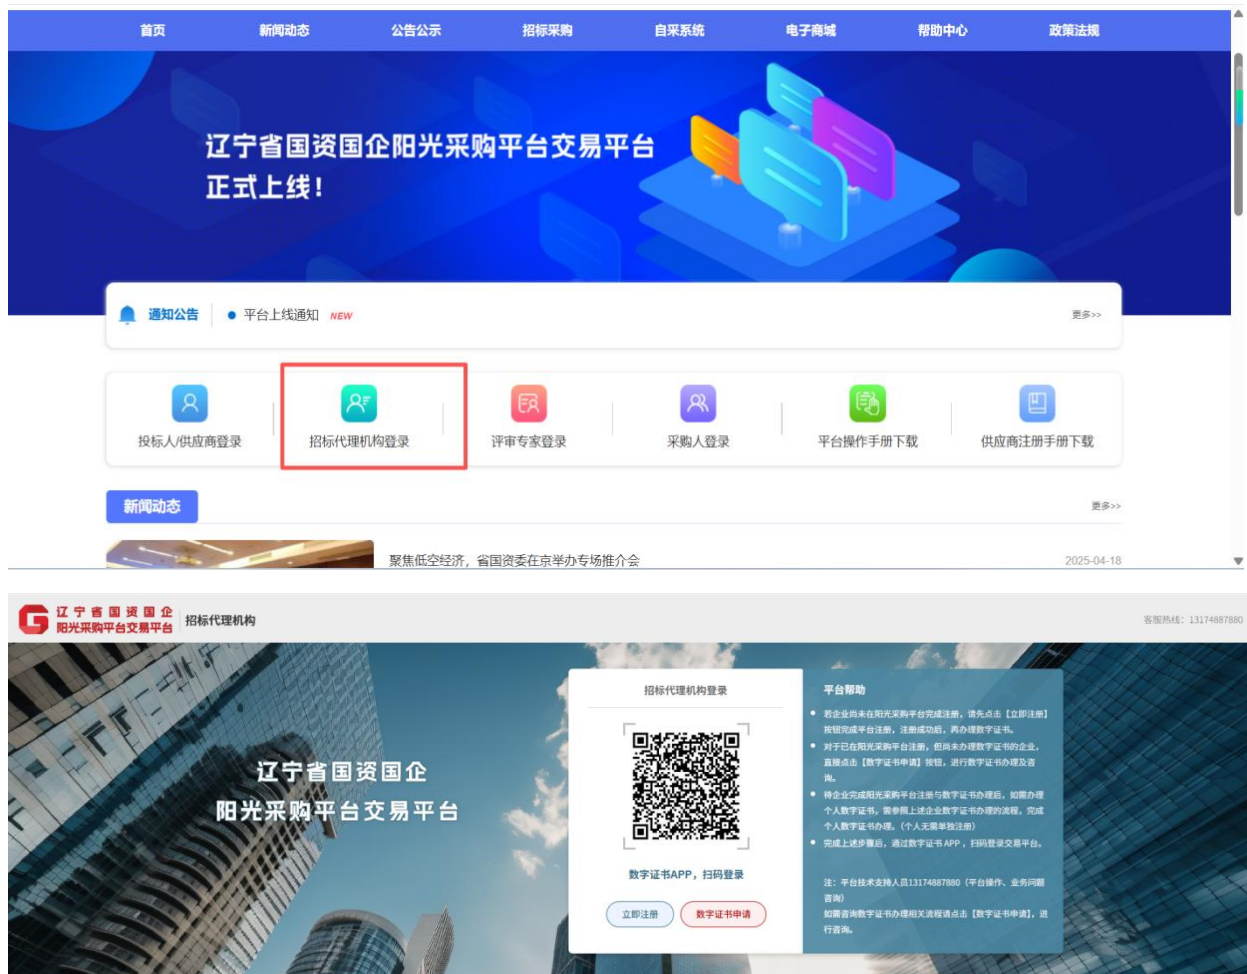 首页 新闻动态 公告公示 招标采购 自采系统 电子商城 帮助中心 政策法规
辽宁省国资国企阳光采购平台交易平台
正式上线！
通知公告 平台上线通知 NEW 更多>>
投标人/供应商登录 招标代理机构登录 评审专家登录 采购人登录 平台操作手册下载 供应商注册手册下载
新闻动态 更多>>
聚焦低空经济，省国资委在京举办专场推介会 2025-04-18
辽宁省国资国企
阳光采购平台交易平台
招标代理机构
客服热线：13174887880
辽宁省国资国企
阳光采购平台交易平台
招标代理机构登录
数字证书APP，扫码登录
立即注册 数字证书申请
平台帮助
若企业尚未在阳光采购平台完成注册，请先点击【立即注册】
按钮完成平台注册，注册成功后，再办理数字证书。
对于已在阳光采购平台注册，但尚未办理数字证书的企业，
直接点击【数字证书申请】按钮，进行数字证书办理及咨
询。
待企业完成阳光采购平台注册与数字证书办理后，如需办理
个人数字证书，需参照上述企业数字证书办理的流程，完成
个人数字证书办理。（个人无需单独注册）
完成上述步骤后，通过数字证书 APP ，扫码登录交易平台。
注：平台技术支持人员13174887880（平台操作、业务问题
咨询）
如需咨询数字证书办理相关流程请点击【数字证书申请】，进
行咨询。